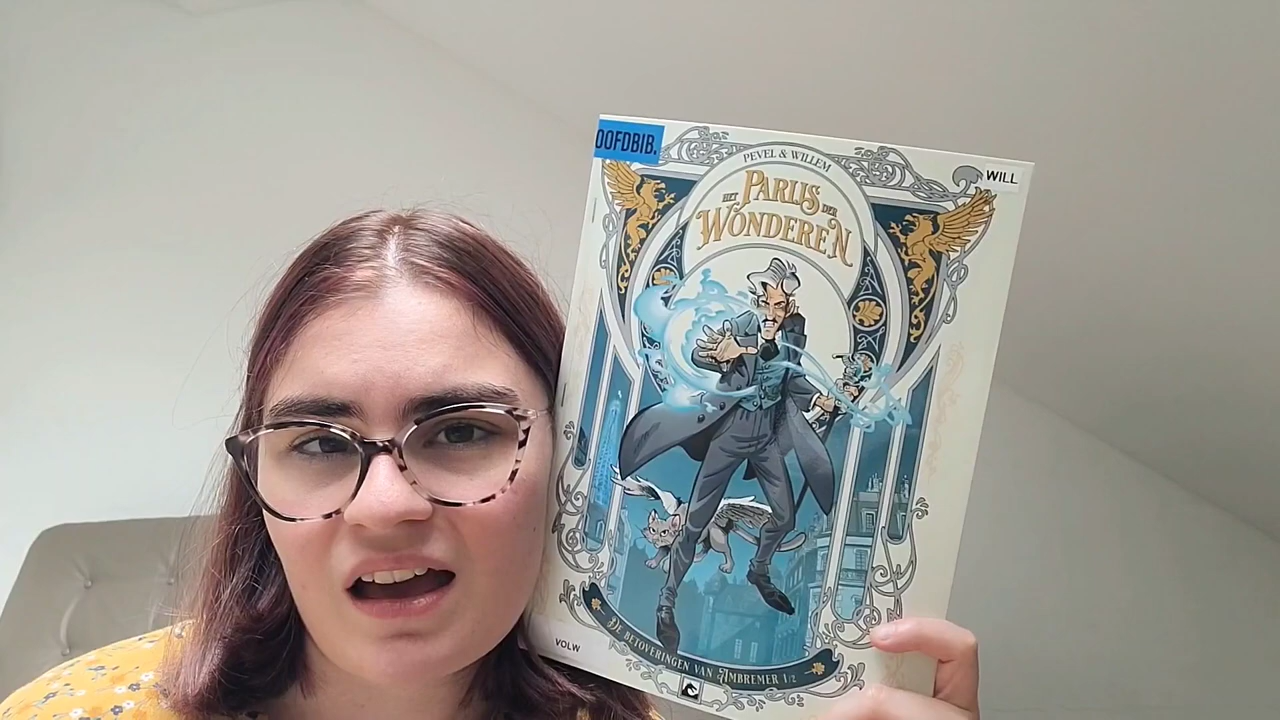 OOFDBIB.
WILL
PEVEL & WILLEM
HET PARIJS DER
WONDEREN
VOLW
DE BETOVERINGEN VAN AMBREMER 1/2